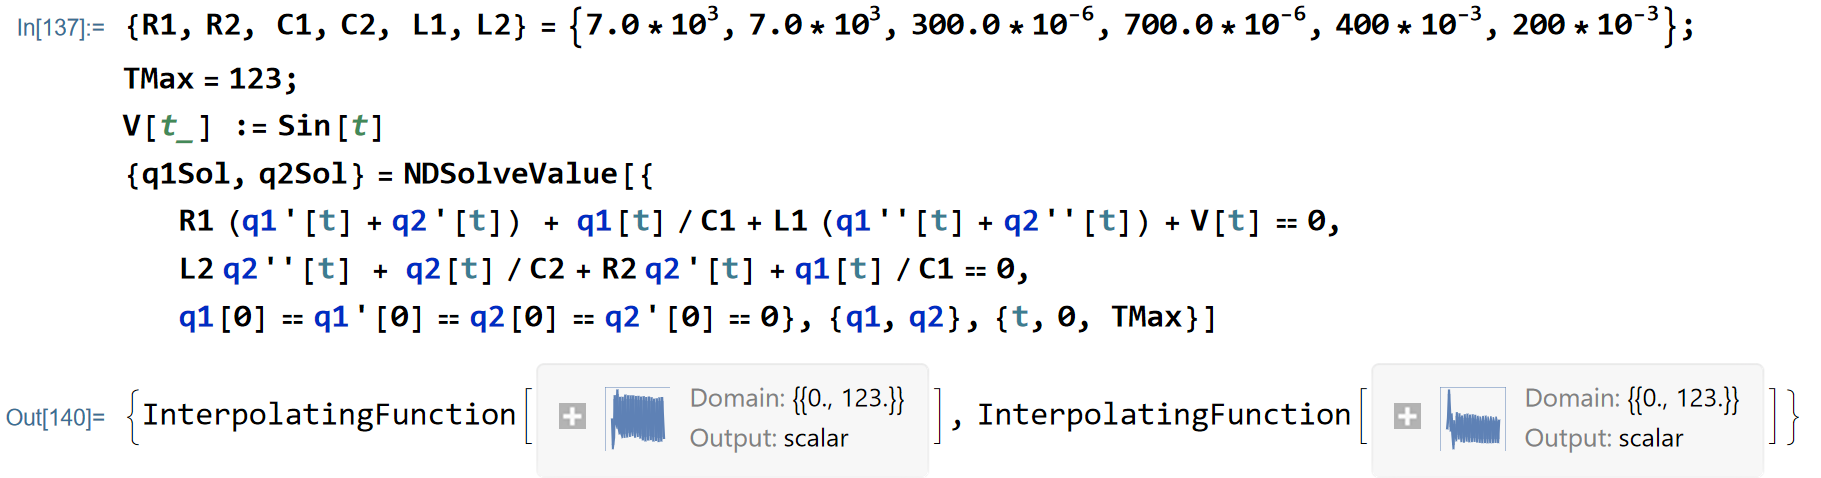 In[137]:= {R1, R2, C1, C2, L1, L2} = {7.0 * 10³, 7.0 * 10³, 300.0 * 10⁻⁶, 700.0 * 10⁻⁶, 400 * 10⁻³, 200 * 10⁻³};
TMax = 123;
V[t_] := Sin[t]
{q1Sol, q2Sol} = NDSolveValue[{
R1 (q1'[t] + q2'[t]) + q1[t] / C1 + L1 (q1''[t] + q2''[t]) + V[t] == 0,
L2 q2''[t] + q2[t] / C2 + R2 q2'[t] + q1[t] / C1 == 0,
q1[0] == q1'[0] == q2[0] == q2'[0] == 0}, {q1, q2}, {t, 0, TMax}]
Out[140]= {InterpolatingFunction[ Domain: {{0., 123.}} Output: scalar ], InterpolatingFunction[ Domain: {{0., 123.}} Output: scalar ]}